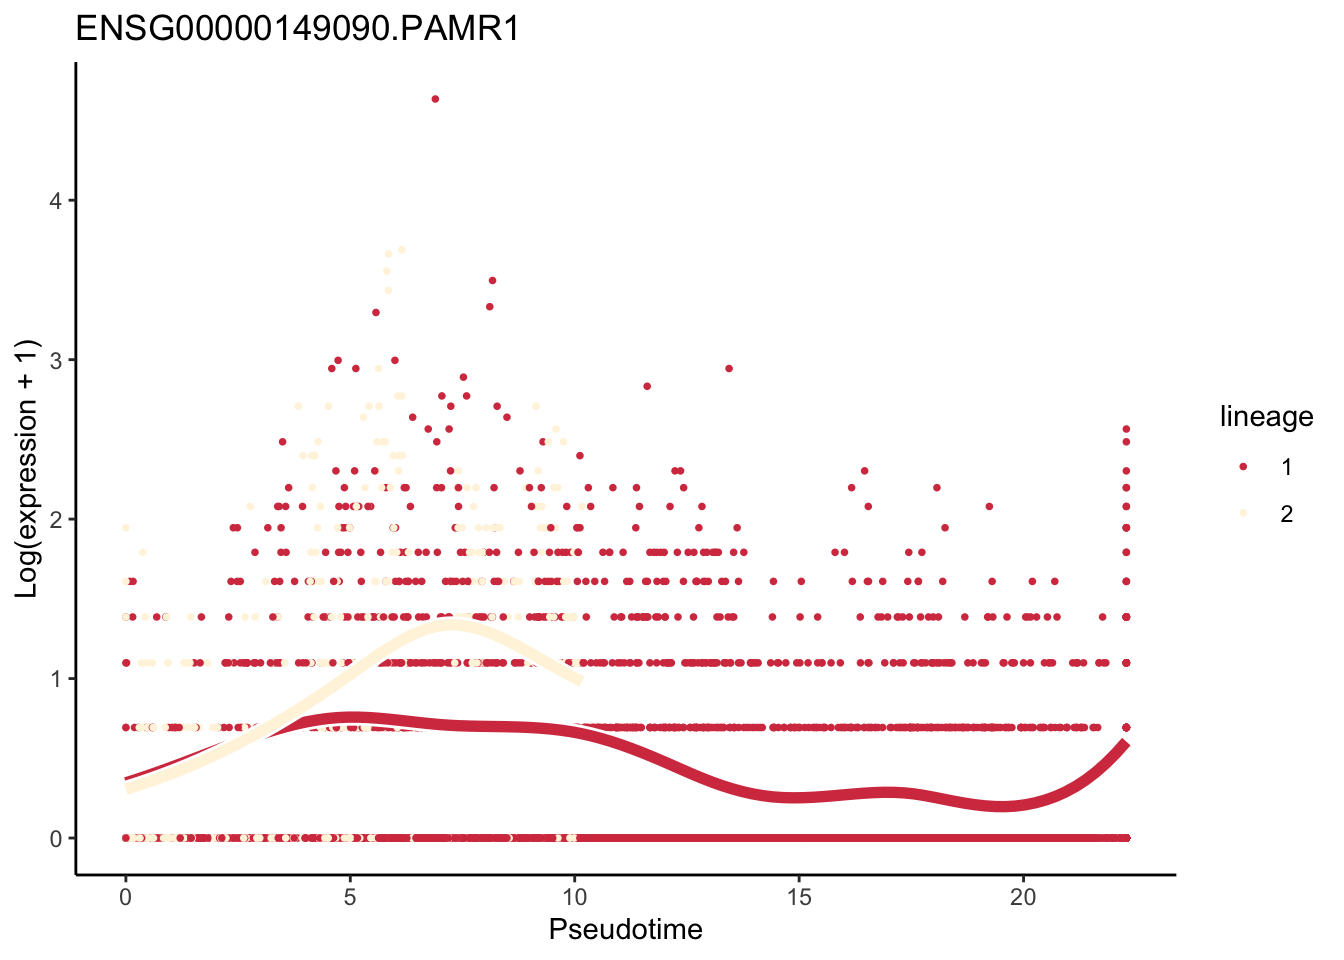 ENSG00000149090.PAMR1
Log(expression + 1)
4
3
2
1
0
0 5 10 15 20
Pseudotime
lineage
1
2